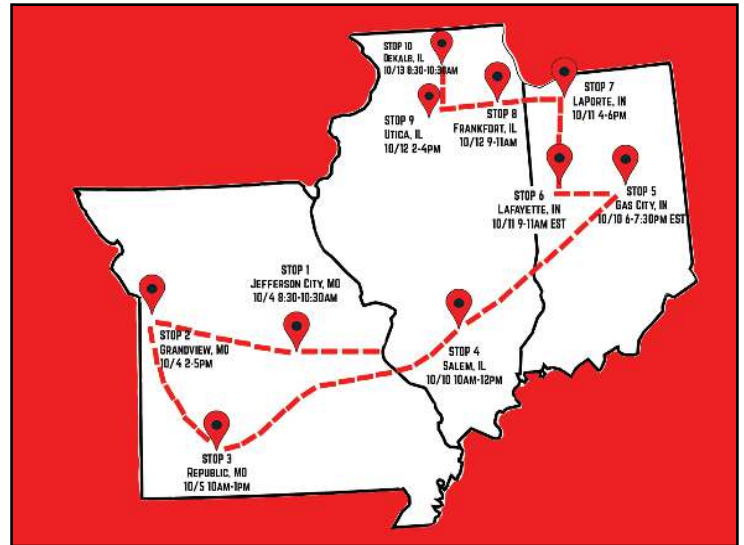 STOP 10
DEKALB, IL
10/13 8:30-10:30AM
STOP 9
UTICA, IL
10/12 2-4PM
STOP 8
FRANKFORT, IL
10/12 9-11AM
STOP 7
LAPORTE, IN
10/11 4-6PM
STOP 6
LAFAYETTE, IN
10/11 9-11AM EST
STOP 5
GAS CITY, IN
10/10 6-7:30PM EST
STOP 1
JEFFERSON CITY, MO
10/4 8:30-10:30AM
STOP 2
GRANDVIEW, MO
10/4 2-5PM
STOP 4
SALEM, IL
10/10 10AM-12PM
STOP 3
REPUBLIC, MO
10/5 10AM-1PM